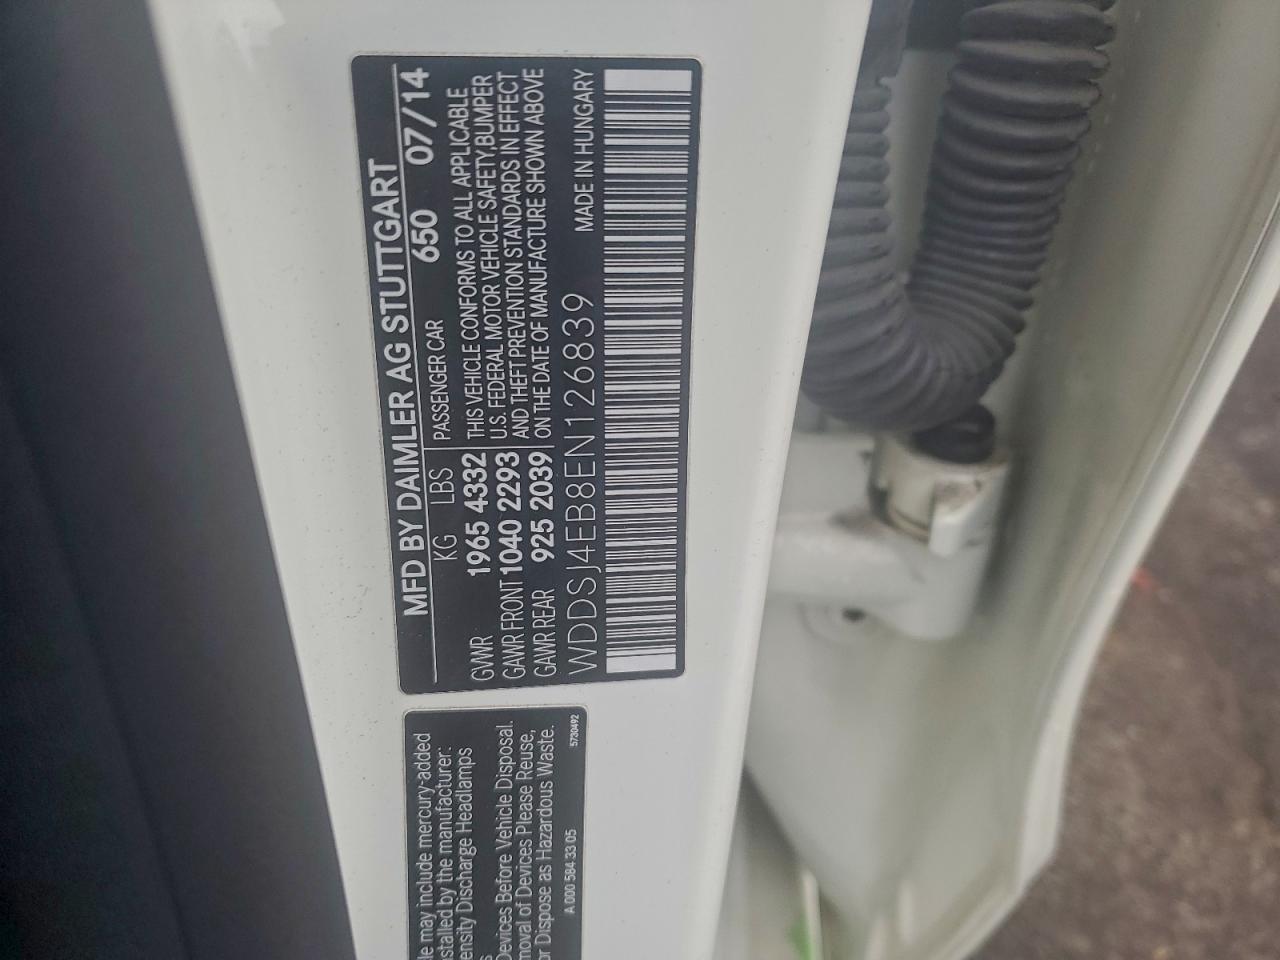 MFD BY DAIMLER AG STUTTGART
KG LBS PASSENGER CAR 650 07/14
GVWR 1965 4332 THIS VEHICLE CONFORMS TO ALL APPLICABLE
U.S. FEDERAL MOTOR VEHICLE SAFETY,BUMPER
GAWR FRONT 1040 2293 AND THEFT PREVENTION STANDARDS IN EFFECT
GAWR REAR 925 2039 ON THE DATE OF MANUFACTURE SHOWN ABOVE
WDDSJ4EB8EN126839 MADE IN HUNGARY
may include mercury-added
by the manufacturer:
Discharge Headlamps
Devices Before Vehicle Disposal.
of Devices Please Reuse,
or Dispose as Hazardous Waste.
A 000 584 33 05 5730492